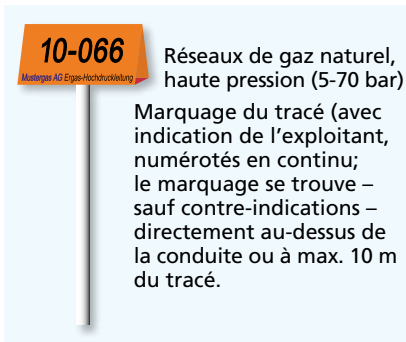 10-066
Mustergas AG Ergas-Hochdruckleitung
Réseaux de gaz naturel,
haute pression (5-70 bar)
Marquage du tracé (avec
indication de l’exploitant,
numérotés en continu;
le marquage se trouve –
sauf contre-indications –
directement au-dessus de
la conduite ou à max. 10 m
du tracé.